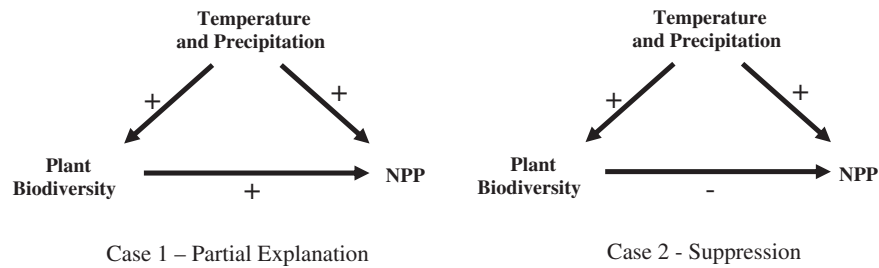 Temperature
and Precipitation
+
+
Plant
Biodiversity
+
NPP
Case 1 – Partial Explanation
Temperature
and Precipitation
+
+
Plant
Biodiversity
-
NPP
Case 2 - Suppression